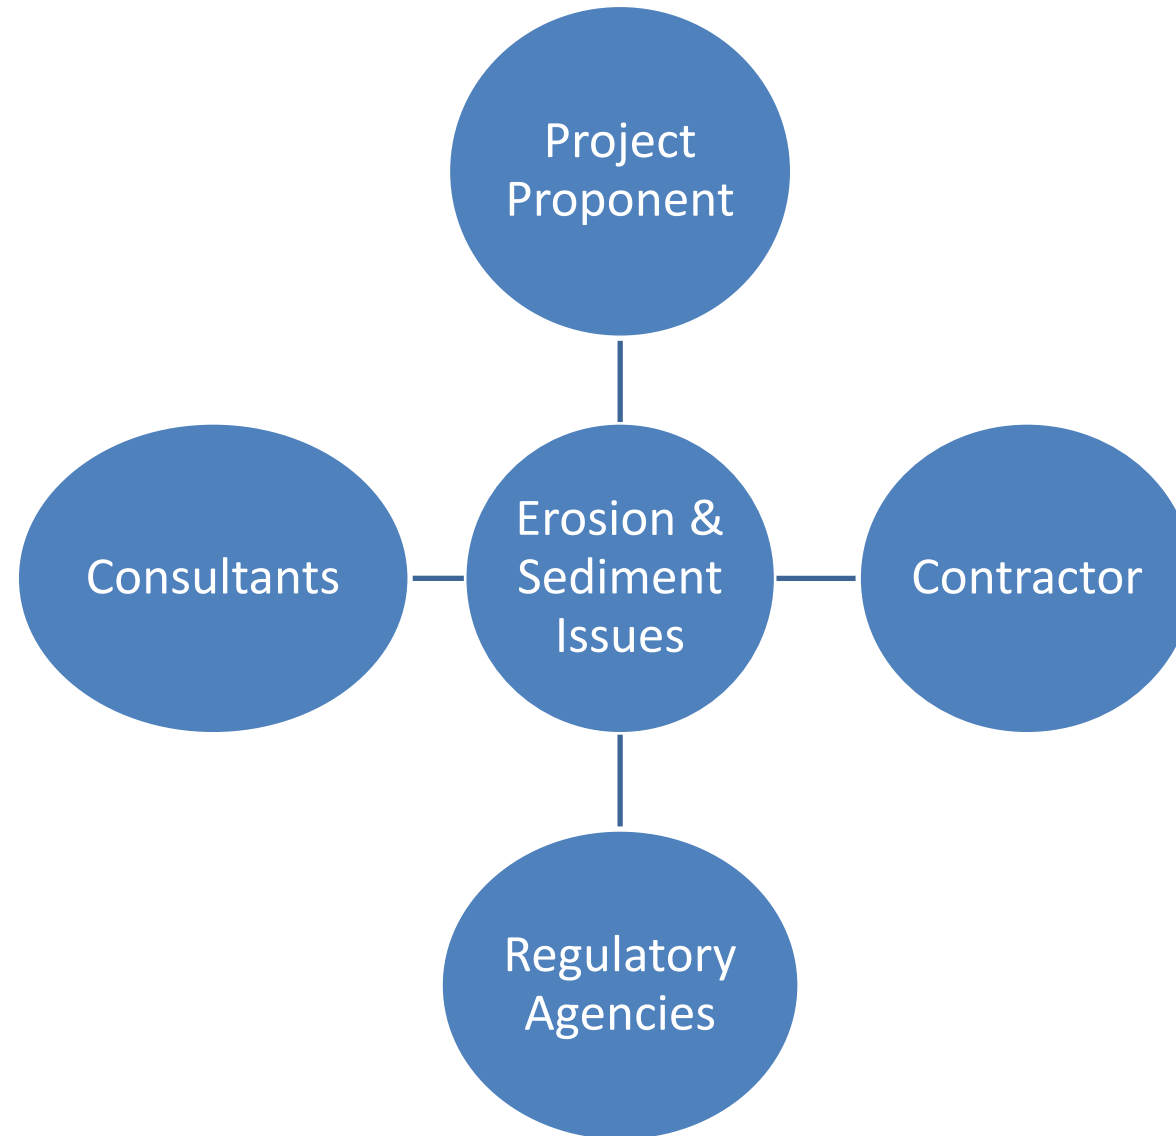 Project
Proponent
Consultants
Erosion &
Sediment
Issues
Contractor
Regulatory
Agencies